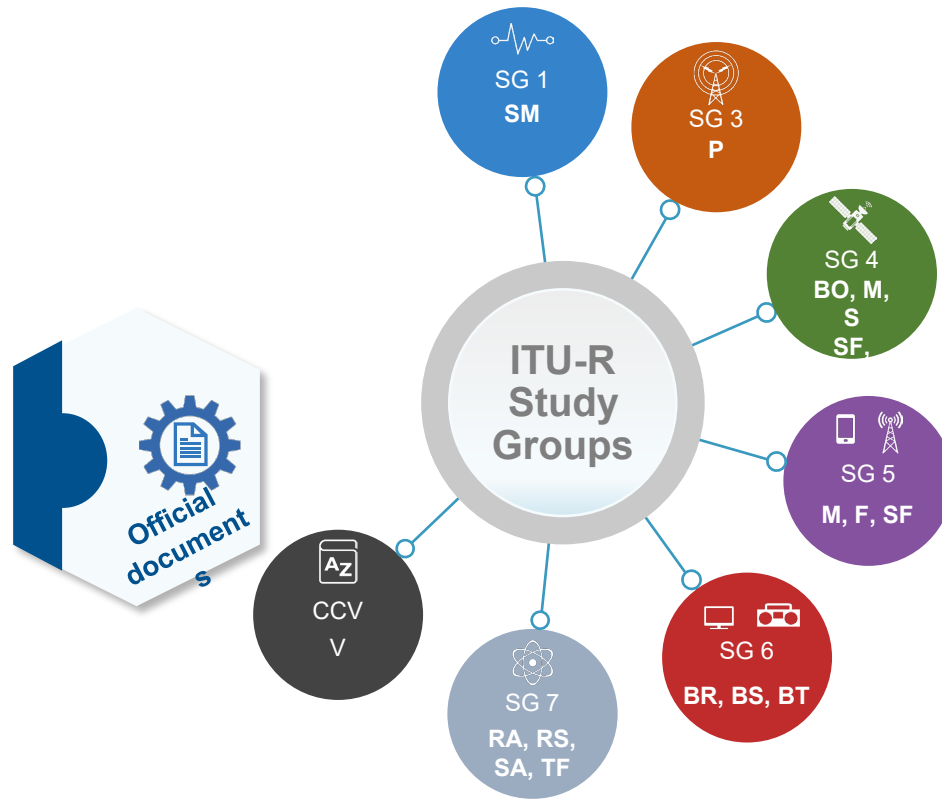 SG 1
SM
SG 3
P
SG 4
BO, M,
S
SF,
ITU-R
Study
Groups
SG 5
M, F, SF
Official
document
s
AZ
CCV
V
SG 6
BR, BS, BT
SG 7
RA, RS,
SA, TF